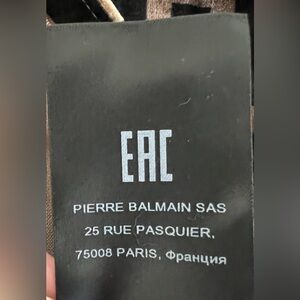 EAC
PIERRE BALMAIN SAS
25 RUE PASQUIER,
75008 PARIS, Франция